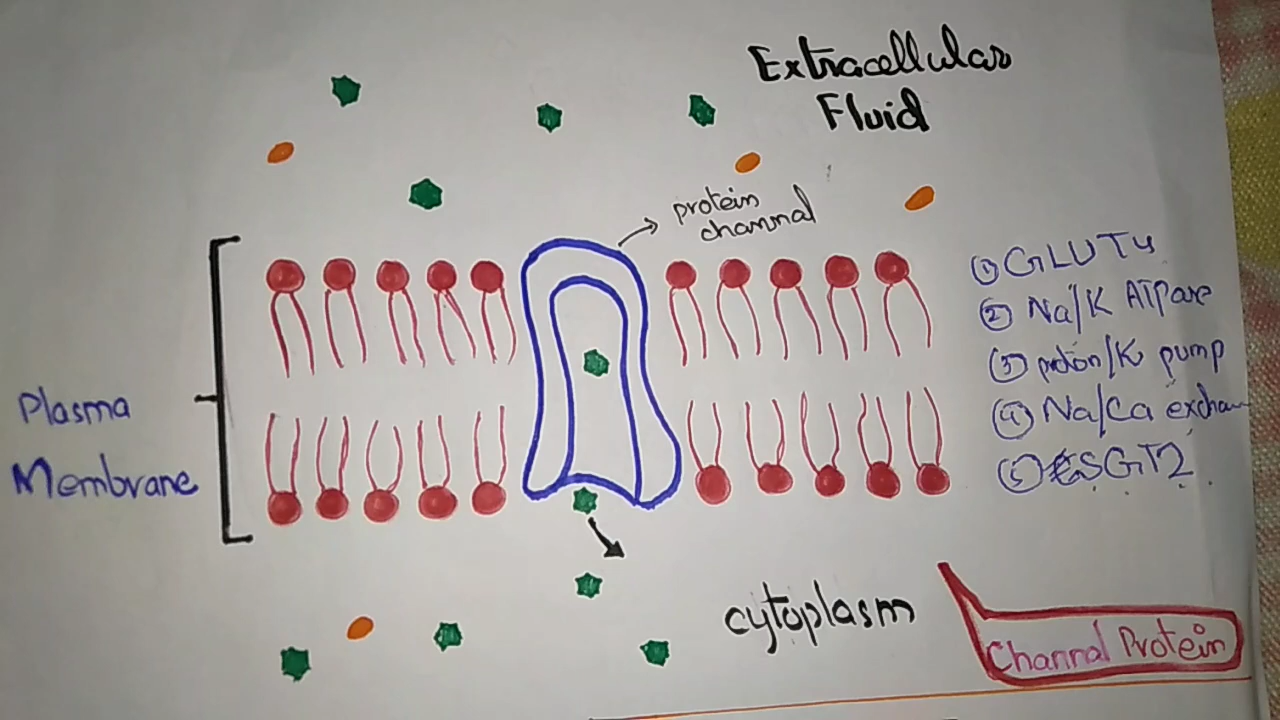 Extracellular
Fluid
protein
channal
① GLUT4
② Na/K ATPase
③ proton/K pump
④ Na/Ca exchan
⑤ SGT2
Plasma
Membrane
cytoplasm
Channal Protein